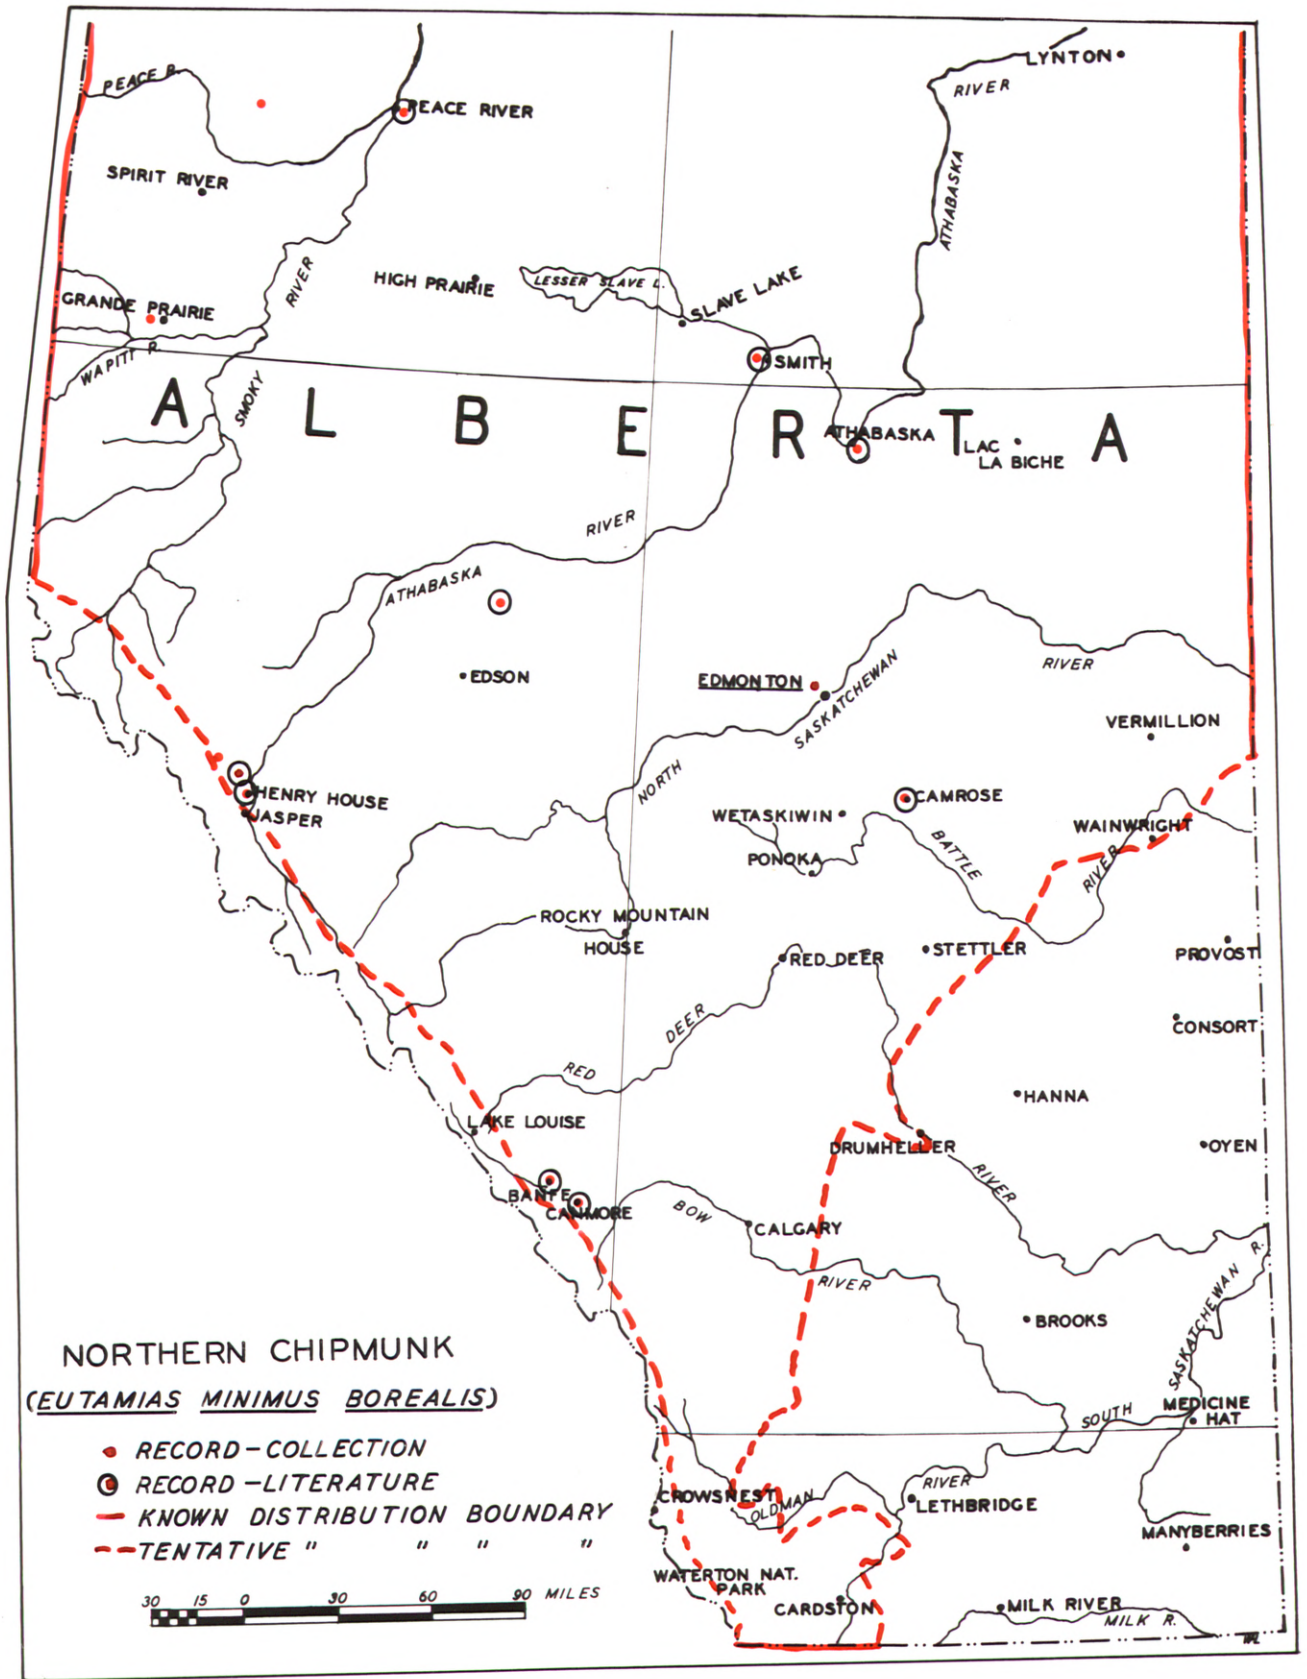 LYNTON
RIVER
PEACE R.
PEACE RIVER
SPIRIT RIVER
ATHABASKA
RIVER
HIGH PRAIRIE
LESSER SLAVE L.
SLAVE LAKE
GRANDE PRAIRIE
WAPITI R.
SMITH
SMOKY
ALBERTA
ATHABASKA
LAC
LA BICHE
RIVER
ATHABASKA
EDSON
EDMONTON
SASKATCHEWAN
RIVER
VERMILLION
NORTH
HENRY HOUSE
JASPER
WETASKIWIN
CAMROSE
WAINWRIGHT
PONOKA
BATTLE
RIVER
ROCKY MOUNTAIN
HOUSE
RED DEER
STETTLER
PROVOST
DEER
CONSORT
RED
HANNA
LAKE LOUISE
DRUMHELLER
OYEN
RIVER
BANFF
CANMORE
BOW
CALGARY
RIVER
BROOKS
SASKATCHEWAN R.
NORTHERN CHIPMUNK
(EUTAMIAS MINIMUS BOREALIS)
RECORD-COLLECTION
RECORD-LITERATURE
KNOWN DISTRIBUTION BOUNDARY
TENTATIVE " " " "
30 15 0 30 60 90 MILES
SOUTH
MEDICINE
HAT
CROWSNEST
OLDMAN
RIVER
LETHBRIDGE
MANYBERRIES
WATERTON NAT.
PARK
CARDSTON
MILK RIVER
MILK R.